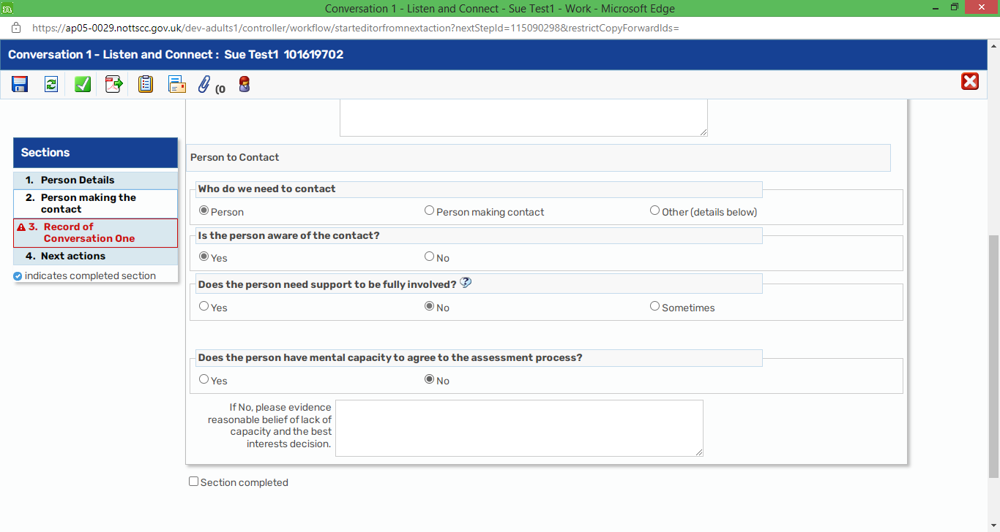 Conversation 1 - Listen and Connect - Sue Test1 - Work - Microsoft Edge
https://ap05-0029.nottscc.gov.uk/dev-adults1/controller/workflow/starteditorfromnextaction?nextStepId=115090298&restrictCopyForwardIds=
Conversation 1 - Listen and Connect : Sue Test1 101619702
(0
Sections
1. Person Details
2. Person making the
contact
3. Record of
Conversation One
4. Next actions
indicates completed section
Person to Contact
Who do we need to contact
Person Person making contact Other (details below)
Is the person aware of the contact?
Yes No
Does the person need support to be fully involved?
Yes No Sometimes
Does the person have mental capacity to agree to the assessment process?
Yes No
If No, please evidence
reasonable belief of lack of
capacity and the best
interests decision.
Section completed